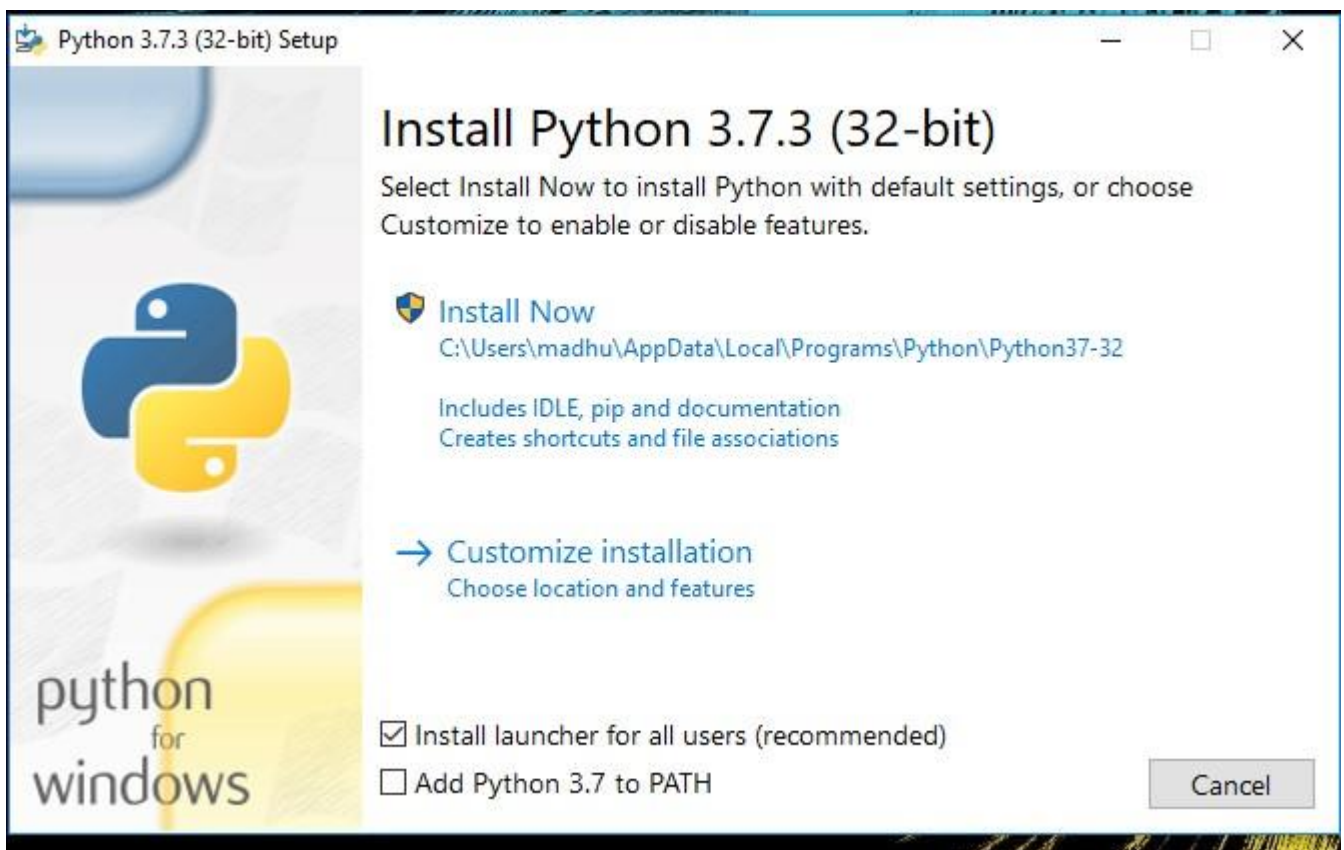 Python 3.7.3 (32-bit) Setup
Install Python 3.7.3 (32-bit)
Select Install Now to install Python with default settings, or choose
Customize to enable or disable features.
Install Now
C:\Users\madhu\AppData\Local\Programs\Python\Python37-32
Includes IDLE, pip and documentation
Creates shortcuts and file associations
Customize installation
Choose location and features
python
for
windows
Install launcher for all users (recommended)
Add Python 3.7 to PATH
Cancel